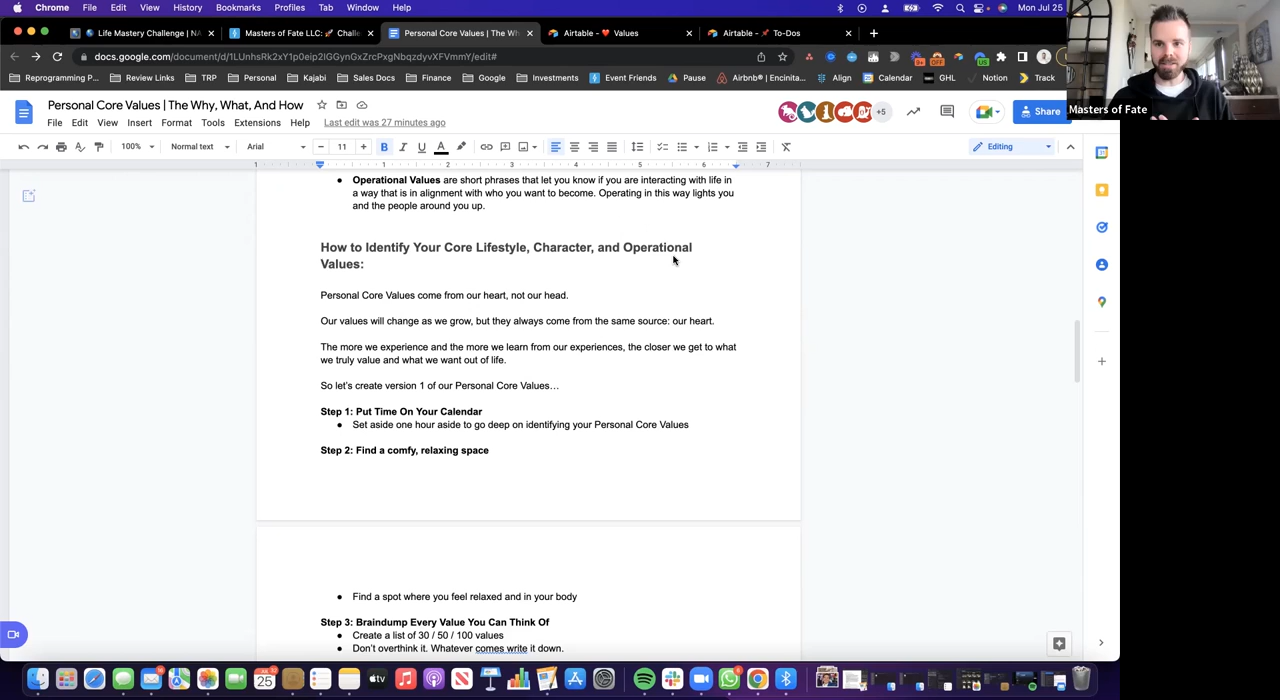 Chrome File Edit View History Bookmarks Profiles Tab Window Help Mon Jul 25
Life Mastery Challenge | NA
Masters of Fate LLC: 🚀 Challe
Personal Core Values | The Wh
Airtable - ❤️ Values
Airtable - 📌 To-Dos
docs.google.com/document/d/1LUnhsRk2xY1p0eip2lGGynGxZrcPxgNbqzdyvXFVmmY/edit#
Reprogramming P... Review Links TRP Personal Kajabi Sales Docs Finance Google Investments Event Friends Pause Airbnb® | Encinita... Align Calendar GHL Notion Track
Personal Core Values | The Why, What, And How
+5
Share
Masters of Fate
File Edit View Insert Format Tools Extensions Help Last edit was 27 minutes ago
100% Normal text Arial 11 Editing
1 1 2 3 4 5 6 7
● Operational Values are short phrases that let you know if you are interacting with life in
a way that is in alignment with who you want to become. Operating in this way lights you
and the people around you up.
How to Identify Your Core Lifestyle, Character, and Operational
Values:
Personal Core Values come from our heart, not our head.
Our values will change as we grow, but they always come from the same source: our heart.
The more we experience and the more we learn from our experiences, the closer we get to what
we truly value and what we want out of life.
So let's create version 1 of our Personal Core Values…
Step 1: Put Time On Your Calendar
● Set aside one hour aside to go deep on identifying your Personal Core Values
Step 2: Find a comfy, relaxing space
● Find a spot where you feel relaxed and in your body
Step 3: Braindump Every Value You Can Think Of
● Create a list of 30 / 50 / 100 values
● Don't overthink it. Whatever comes write it down.
25
tv